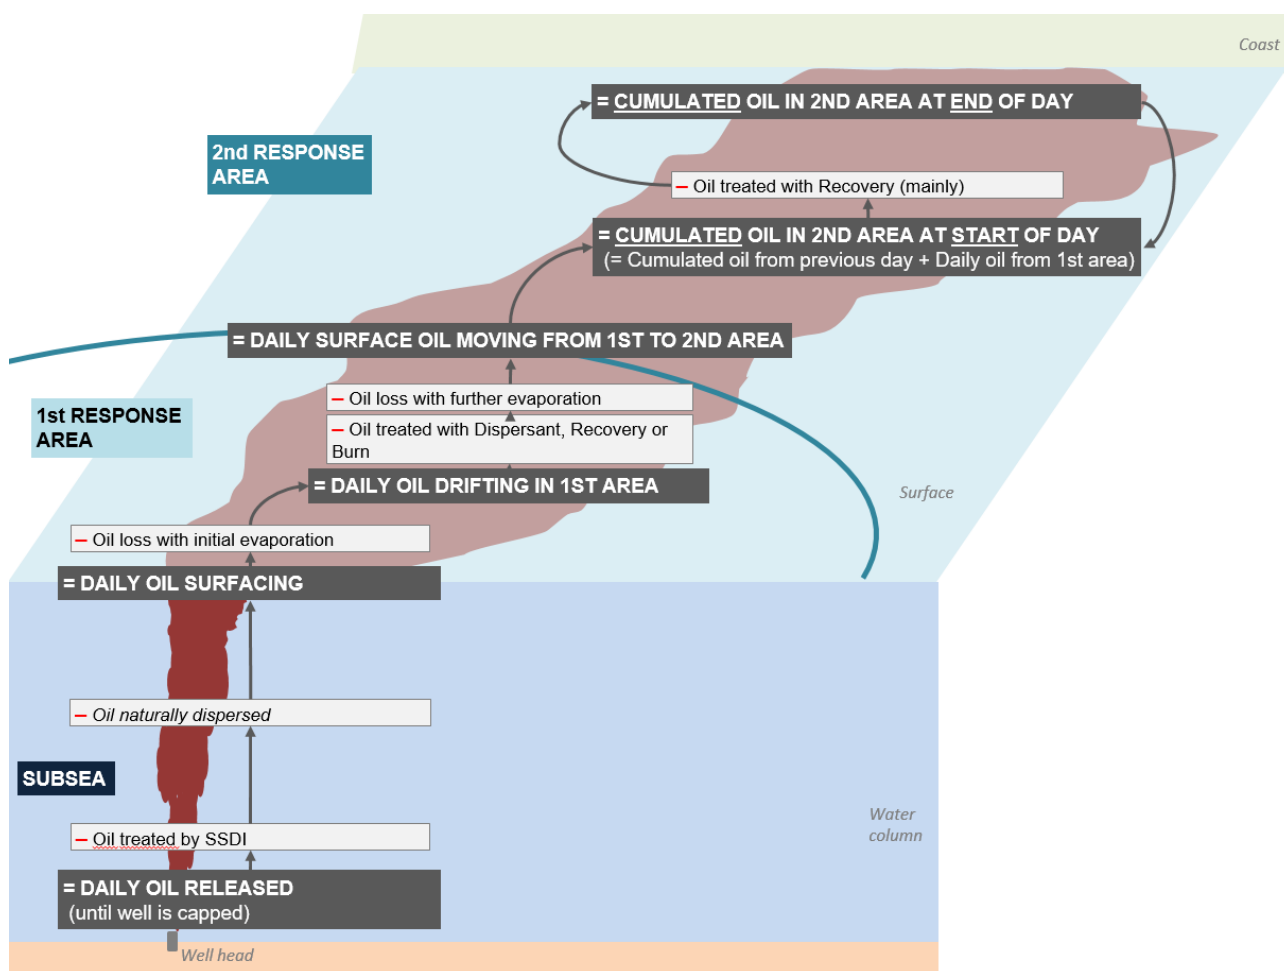 Coast
= CUMULATED OIL IN 2ND AREA AT END OF DAY
2nd RESPONSE
AREA
– Oil treated with Recovery (mainly)
= CUMULATED OIL IN 2ND AREA AT START OF DAY
(= Cumulated oil from previous day + Daily oil from 1st area)
= DAILY SURFACE OIL MOVING FROM 1ST TO 2ND AREA
– Oil loss with further evaporation
1st RESPONSE
AREA
– Oil treated with Dispersant, Recovery or
Burn
= DAILY OIL DRIFTING IN 1ST AREA
Surface
– Oil loss with initial evaporation
= DAILY OIL SURFACING
– Oil naturally dispersed
SUBSEA
Water
column
– Oil treated by SSDI
= DAILY OIL RELEASED
(until well is capped)
Well head